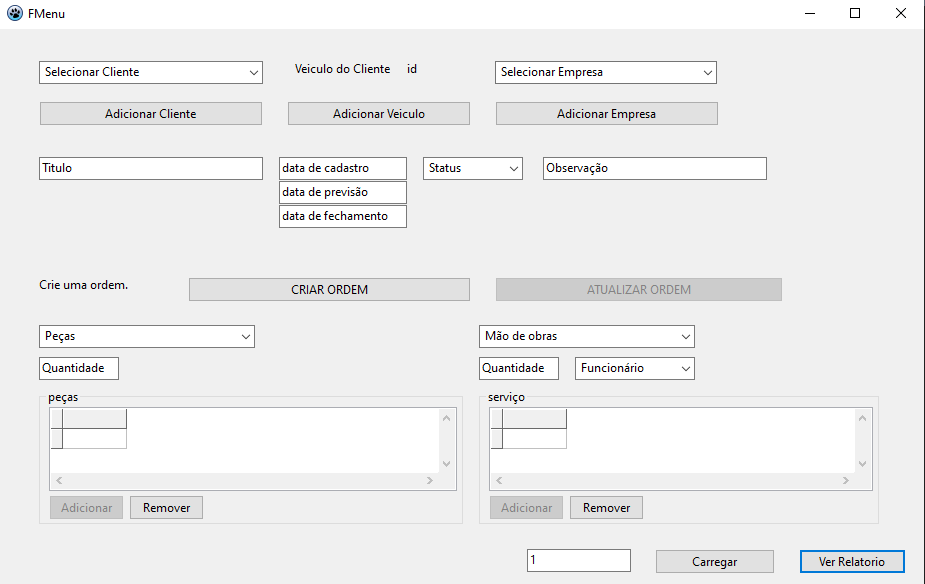 FMenu
Selecionar Cliente Veiculo do Cliente id Selecionar Empresa
Adicionar Cliente Adicionar Veiculo Adicionar Empresa
Titulo data de cadastro Status Observação
data de previsão
data de fechamento
Crie uma ordem. CRIAR ORDEM ATUALIZAR ORDEM
Peças Mão de obras
Quantidade Quantidade Funcionário
peças serviço
Adicionar Remover Adicionar Remover
1 Carregar Ver Relatorio